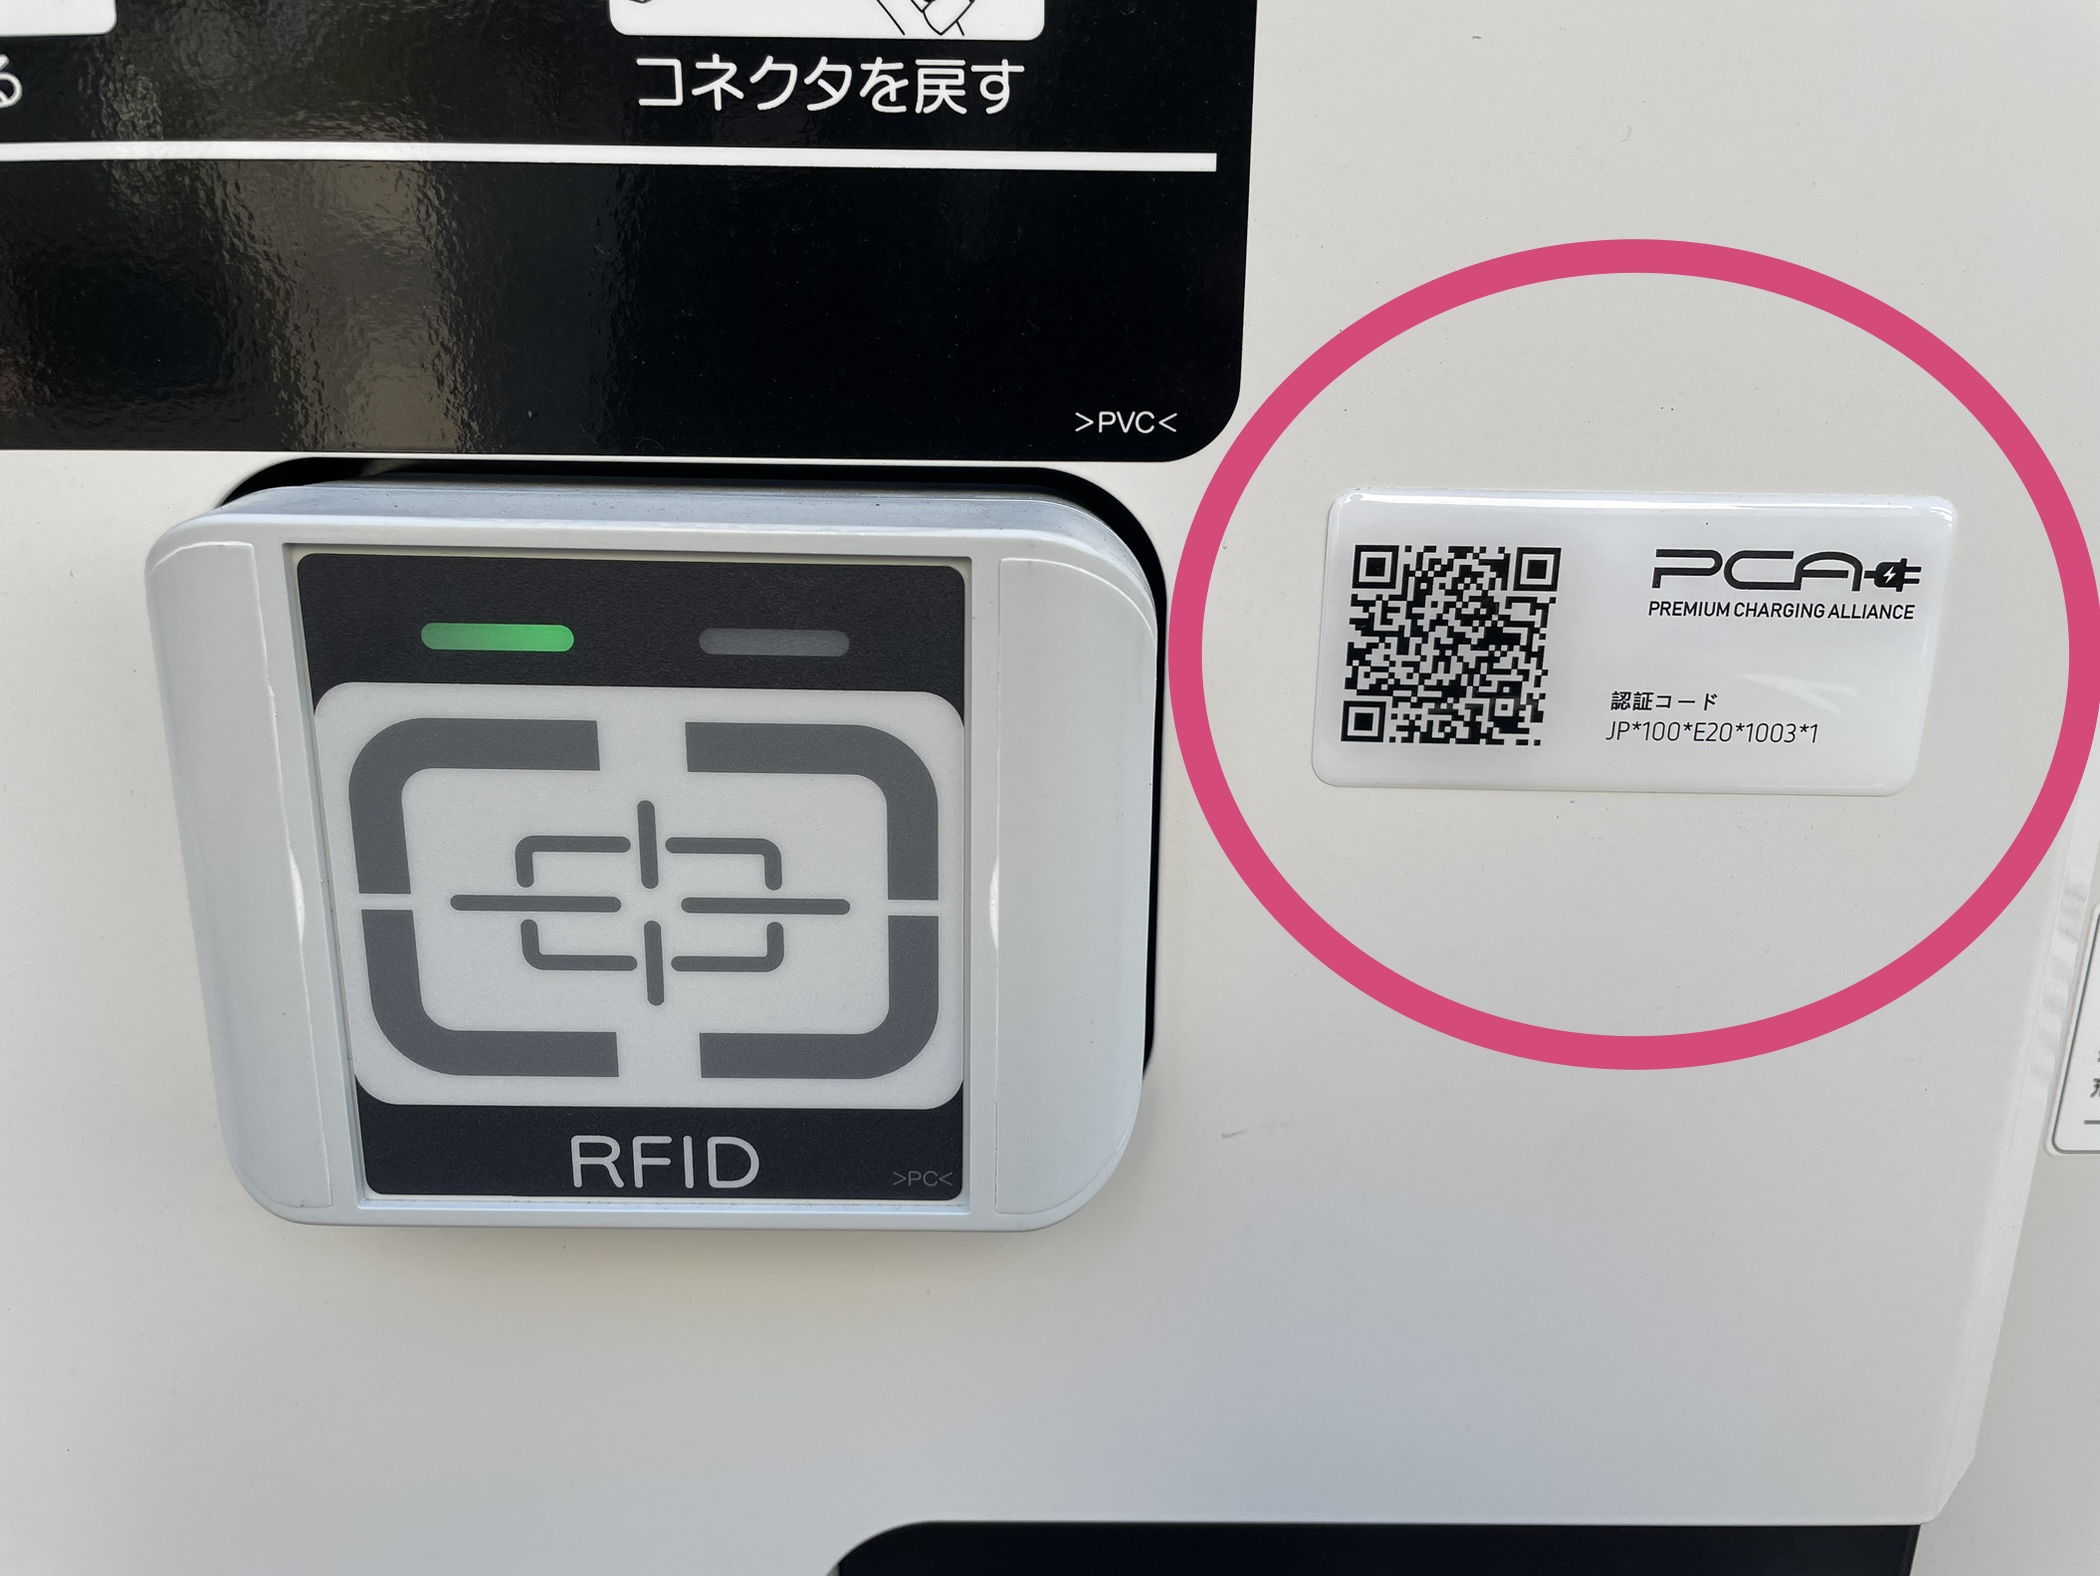 る
コネクタを戻す
>PVC<
PCA
PREMIUM CHARGING ALLIANCE
認証コード
JP*100*E20*1003*1
RFID
>PC<